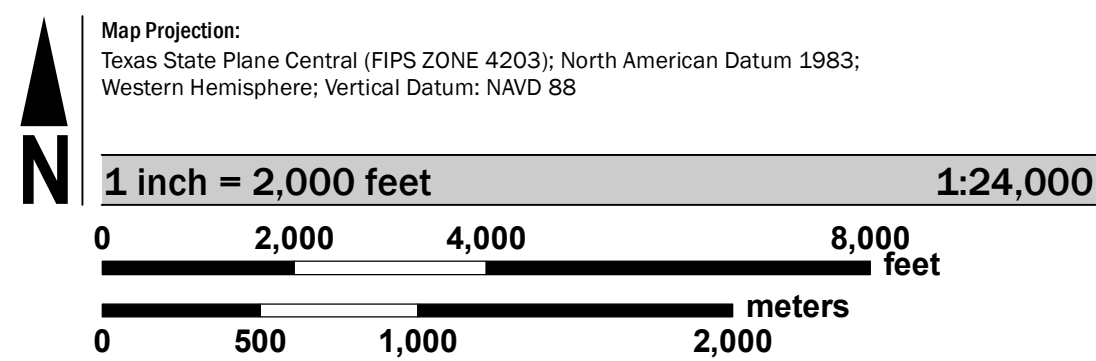 N
Map Projection:
Texas State Plane Central (FIPS ZONE 4203); North American Datum 1983;
Western Hemisphere; Vertical Datum: NAVD 88
1 inch = 2,000 feet 1:24,000
0 2,000 4,000 8,000
feet
meters
0 500 1,000 2,000